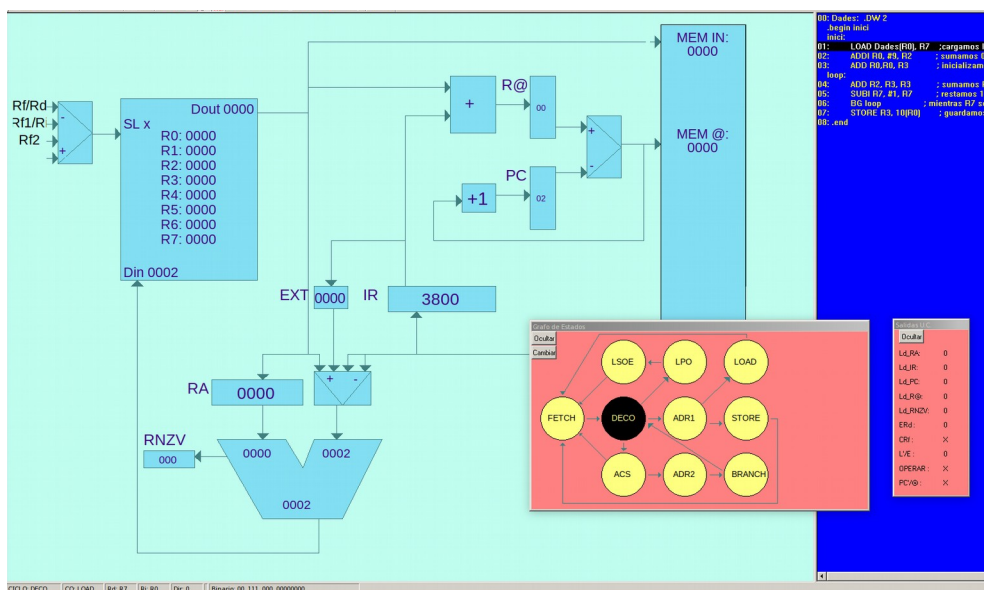 Rf/Rd
Rf1/Ri
Rf2
-
+
Dout 0000
SL x
R0: 0000
R1: 0000
R2: 0000
R3: 0000
R4: 0000
R5: 0000
R6: 0000
R7: 0000
Din 0002
+
R@
00
PC
+1
02
+
-
MEM IN:
0000
MEM @:
0000
EXT 0000
IR 3800
RA 0000
+ -
RNZV
000
0000 0002
0002
00: Dades: .DW 2
.begin inici
inici:
01: LOAD Dades(R0), R7 ;cargamos
02: ADDI R0, #9, R2 ; sumamos
03: ADD R0,R0, R3 ; inicializam
loop:
04: ADD R2, R3, R3 ; sumamos
05: SUBI R7, #1, R7 ; restamos 1
06: BG loop ; mientras R7
07: STORE R3, 10(R0) ; guardamos
08: .end
Grafo de Estados
Ocultar
Cambiar
LSOE LPO LOAD
FETCH DECO ADR1 STORE
ACS ADR2 BRANCH
Salidas U.C.
Ocultar
Ld_RA: 0
Ld_IR: 0
Ld_PC: 0
Ld_R@: 0
Ld_RNZV: 0
ERd : 0
CRf : X
L'/E : 0
OPERAR : X
PC'/@ : X
CICLO: DECO CO: LOAD Rd: R7 Ri: R0 Dir: 0 Binario: 00 111 000 00000000